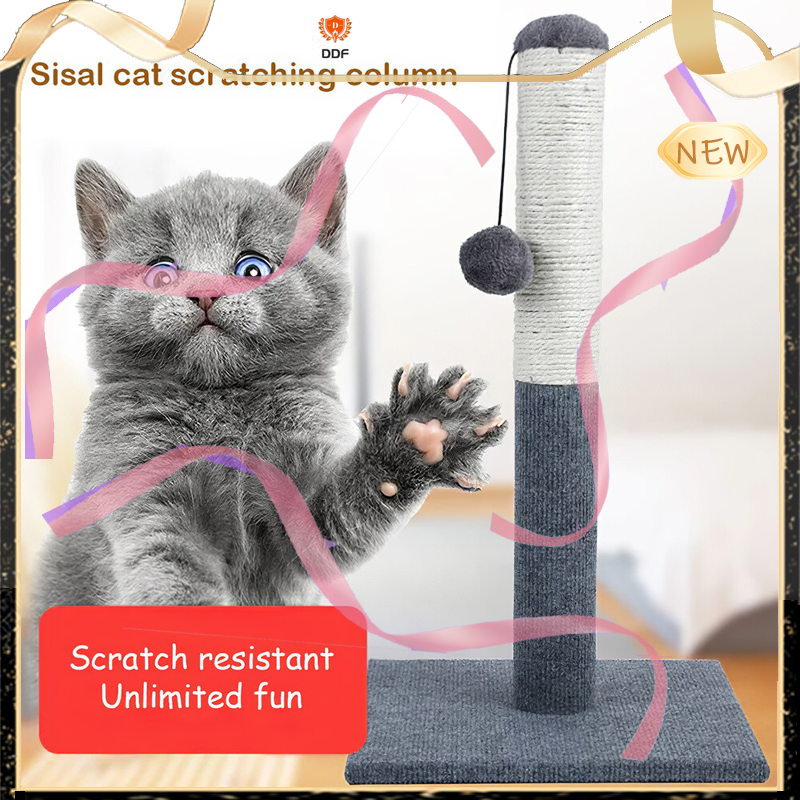 DDF
Sisal cat scratching column
NEW
Scratch resistant
Unlimited fun